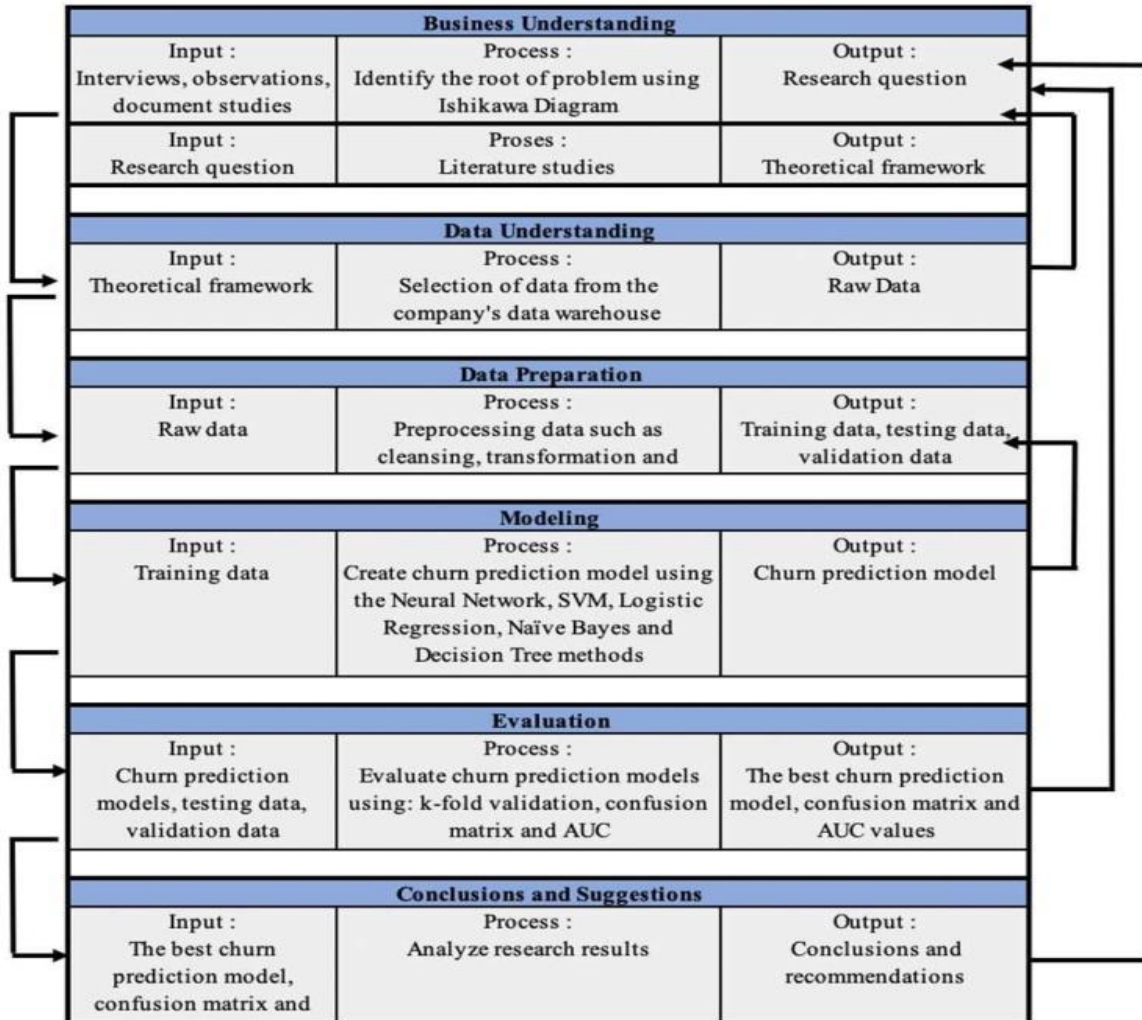 Business Understanding
Input :
Interviews, observations,
document studies
Process :
Identify the root of problem using
Ishikawa Diagram
Output :
Research question
Input :
Research question
Proses :
Literature studies
Output :
Theoretical framework
Data Understanding
Input :
Theoretical framework
Process :
Selection of data from the
company's data warehouse
Output :
Raw Data
Data Preparation
Input :
Raw data
Process :
Preprocessing data such as
cleansing, transformation and
Output :
Training data, testing data,
validation data
Modeling
Input :
Training data
Process :
Create churn prediction model using
the Neural Network, SVM, Logistic
Regression, Naïve Bayes and
Decision Tree methods
Output :
Churn prediction model
Evaluation
Input :
Churn prediction
models, testing data,
validation data
Process :
Evaluate churn prediction models
using: k-fold validation, confusion
matrix and AUC
Output :
The best churn prediction
model, confusion matrix and
AUC values
Conclusions and Suggestions
Input :
The best churn
prediction model,
confusion matrix and
Process :
Analyze research results
Output :
Conclusions and
recommendations